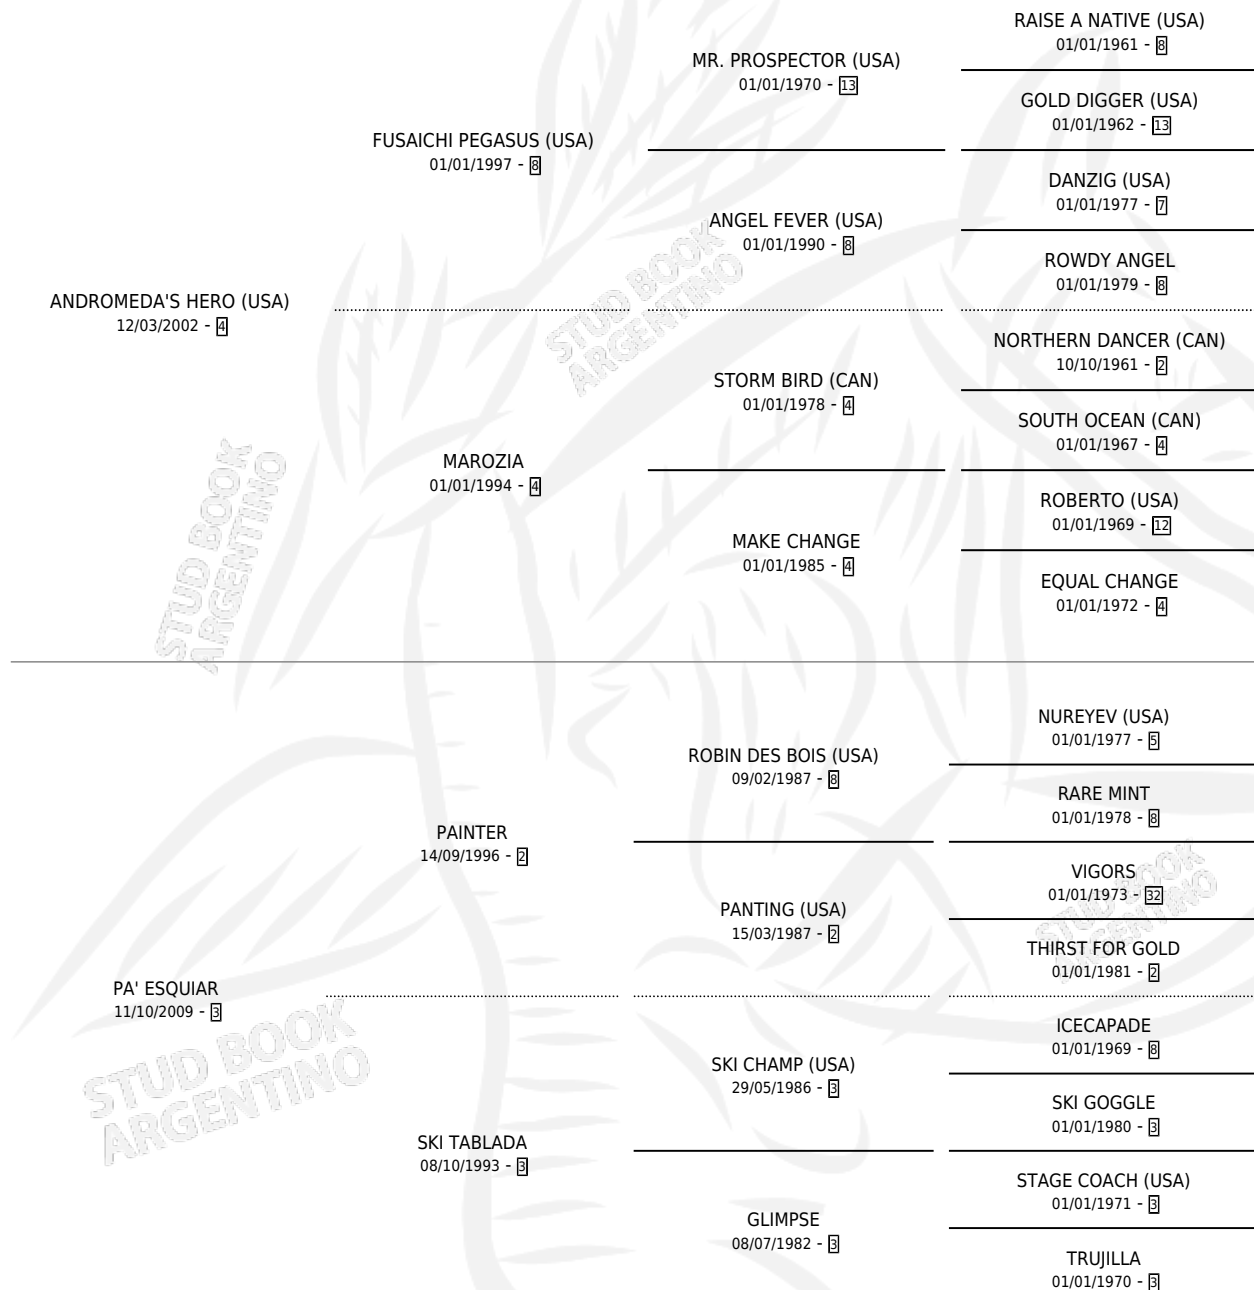 RAISE A NATIVE (USA)
01/01/1961 - 8
MR. PROSPECTOR (USA)
01/01/1970 - 13
GOLD DIGGER (USA)
01/01/1962 - 13
FUSAICHI PEGASUS (USA)
01/01/1997 - 8
DANZIG (USA)
01/01/1977 - 7
ANGEL FEVER (USA)
01/01/1990 - 8
ROWDY ANGEL
01/01/1979 - 8
ANDROMEDA'S HERO (USA)
12/03/2002 - 4
NORTHERN DANCER (CAN)
10/10/1961 - 2
STORM BIRD (CAN)
01/01/1978 - 4
SOUTH OCEAN (CAN)
01/01/1967 - 4
MAROZIA
01/01/1994 - 4
ROBERTO (USA)
01/01/1969 - 12
MAKE CHANGE
01/01/1985 - 4
EQUAL CHANGE
01/01/1972 - 4
NUREYEV (USA)
01/01/1977 - 5
ROBIN DES BOIS (USA)
09/02/1987 - 8
RARE MINT
01/01/1978 - 8
PAINTER
14/09/1996 - 2
VIGORS
01/01/1973 - 32
PANTING (USA)
15/03/1987 - 2
THIRST FOR GOLD
01/01/1981 - 2
PA' ESQUIAR
11/10/2009 - 3
ICECAPADE
01/01/1969 - 8
SKI CHAMP (USA)
29/05/1986 - 3
SKI GOGGLE
01/01/1980 - 3
SKI TABLADA
08/10/1993 - 3
STAGE COACH (USA)
01/01/1971 - 3
GLIMPSE
08/07/1982 - 3
TRUJILLA
01/01/1970 - 3
STUD BOOK
ARGENTINO
STUD BOOK
ARGENTINO
STUD BOOK
ARGENTINO
STUD BOOK
ARGENTINO